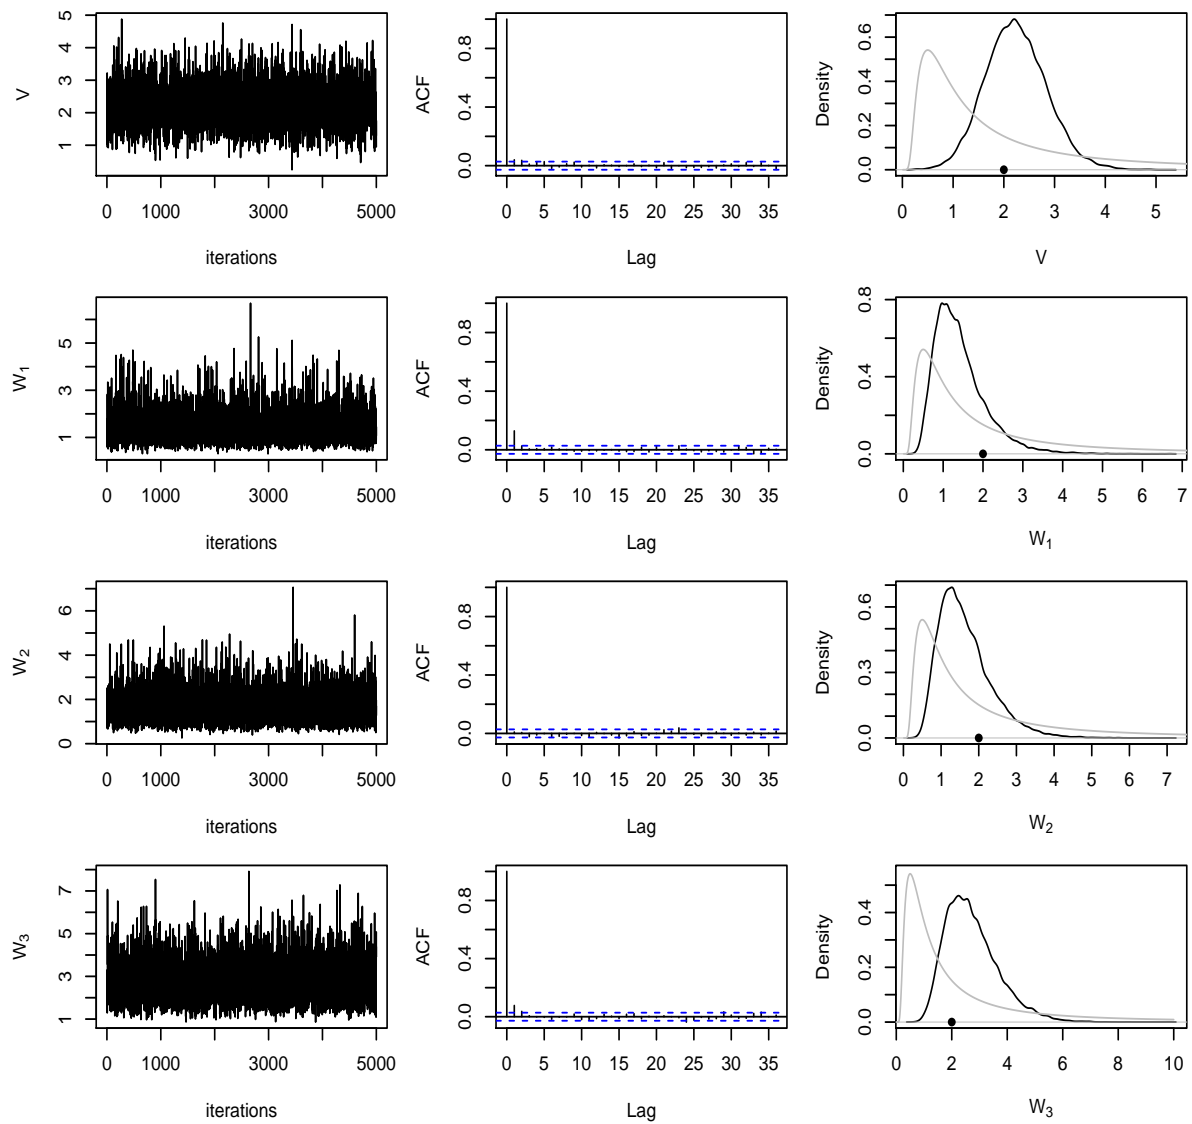 V
1 2 3 4 5
0 1000 3000 5000
iterations
ACF
0.0 0.4 0.8
0 5 10 15 20 25 30 35
Lag
Density
0.0 0.2 0.4 0.6
0 1 2 3 4 5
V
W1
1 3 5
0 1000 3000 5000
iterations
ACF
0.0 0.4 0.8
0 5 10 15 20 25 30 35
Lag
Density
0.0 0.4 0.8
0 1 2 3 4 5 6 7
W1
W2
0 2 4 6
0 1000 3000 5000
iterations
ACF
0.0 0.4 0.8
0 5 10 15 20 25 30 35
Lag
Density
0.0 0.3 0.6
0 1 2 3 4 5 6 7
W2
W3
1 3 5 7
0 1000 3000 5000
iterations
ACF
0.0 0.4 0.8
0 5 10 15 20 25 30 35
Lag
Density
0.0 0.2 0.4
0 2 4 6 8 10
W3